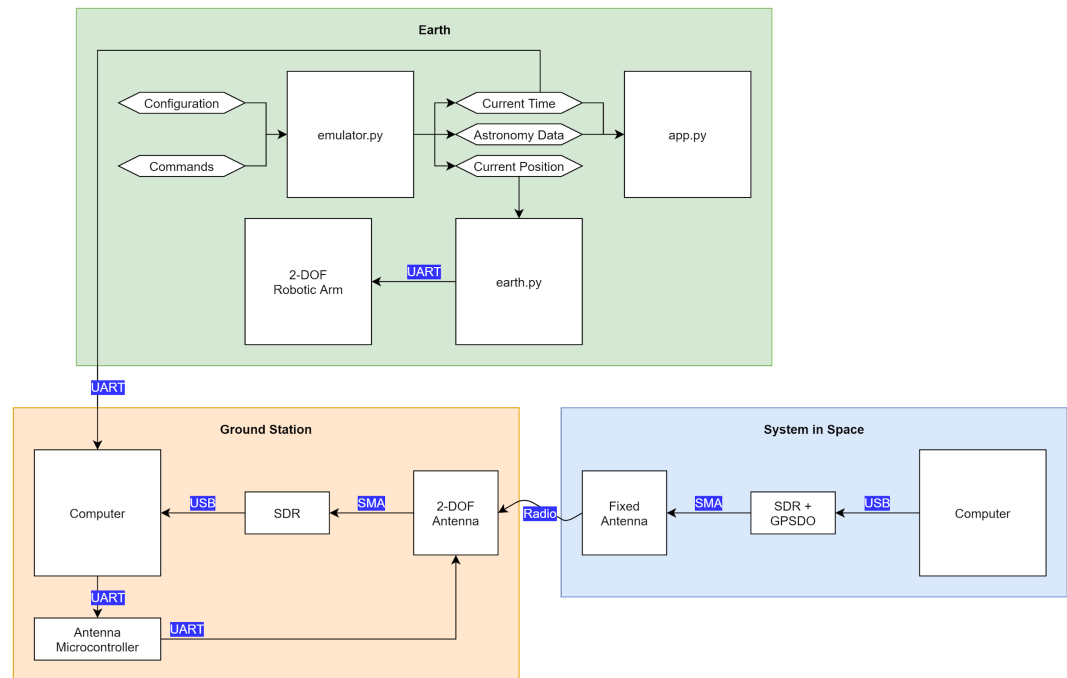 Earth
Configuration
Commands
emulator.py
Current Time
Astronomy Data
Current Position
app.py
2-DOF
Robotic Arm
UART
earth.py
UART
Ground Station
Computer
USB
SDR
SMA
2-DOF
Antenna
UART
Antenna
Microcontroller
UART
Radio
System in Space
Fixed
Antenna
SMA
SDR +
GPSDO
USB
Computer